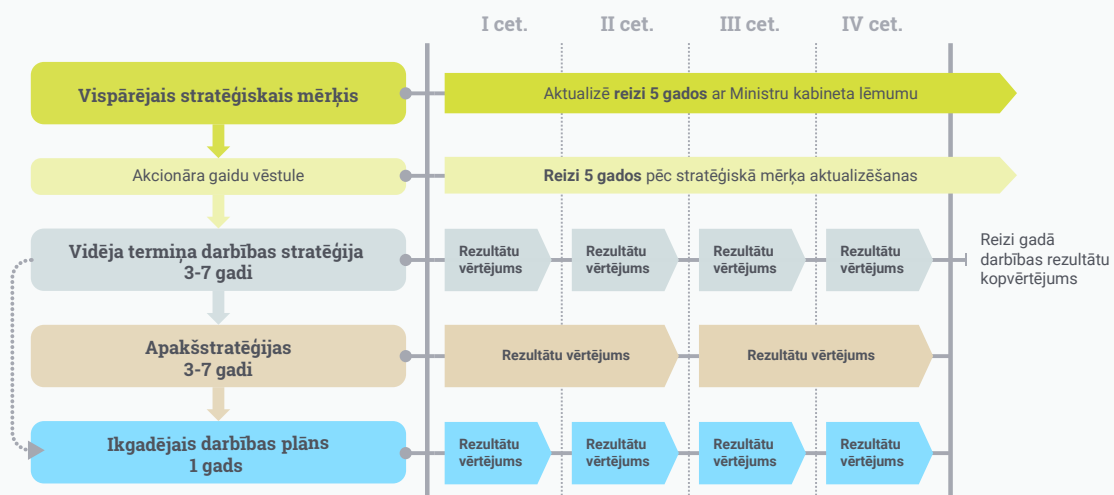 I cet.
II cet.
III cet.
IV cet.
Vispārējais stratēģiskais mērķis
Aktualizē reizi 5 gados ar Ministru kabineta lēmumu
Akcionāra gaidu vēstule
Reizi 5 gados pēc stratēģiskā mērķa aktualizēšanas
Vidēja termiņa darbības stratēģija
3-7 gadi
Rezultātu
vērtējums
Rezultātu
vērtējums
Rezultātu
vērtējums
Rezultātu
vērtējums
Reizi gadā
darbības rezultātu
kopvērtējums
Apakšstratēģijas
3-7 gadi
Rezultātu vērtējums
Rezultātu vērtējums
Ikgadējais darbības plāns
1 gads
Rezultātu
vērtējums
Rezultātu
vērtējums
Rezultātu
vērtējums
Rezultātu
vērtējums